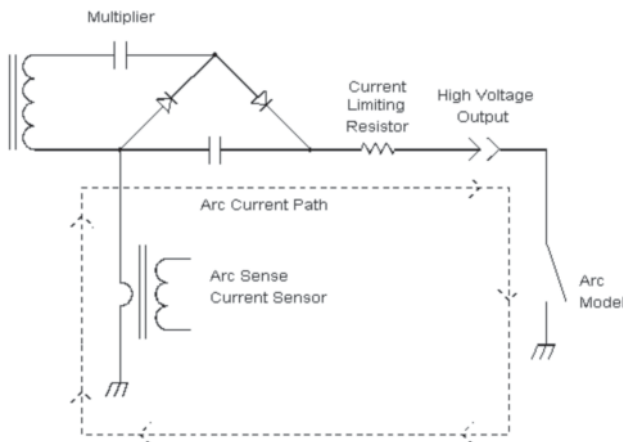 Multiplier
Current
Limiting
Resistor
High Voltage
Output
Arc Current Path
Arc Sense
Current Sensor
Arc
Model